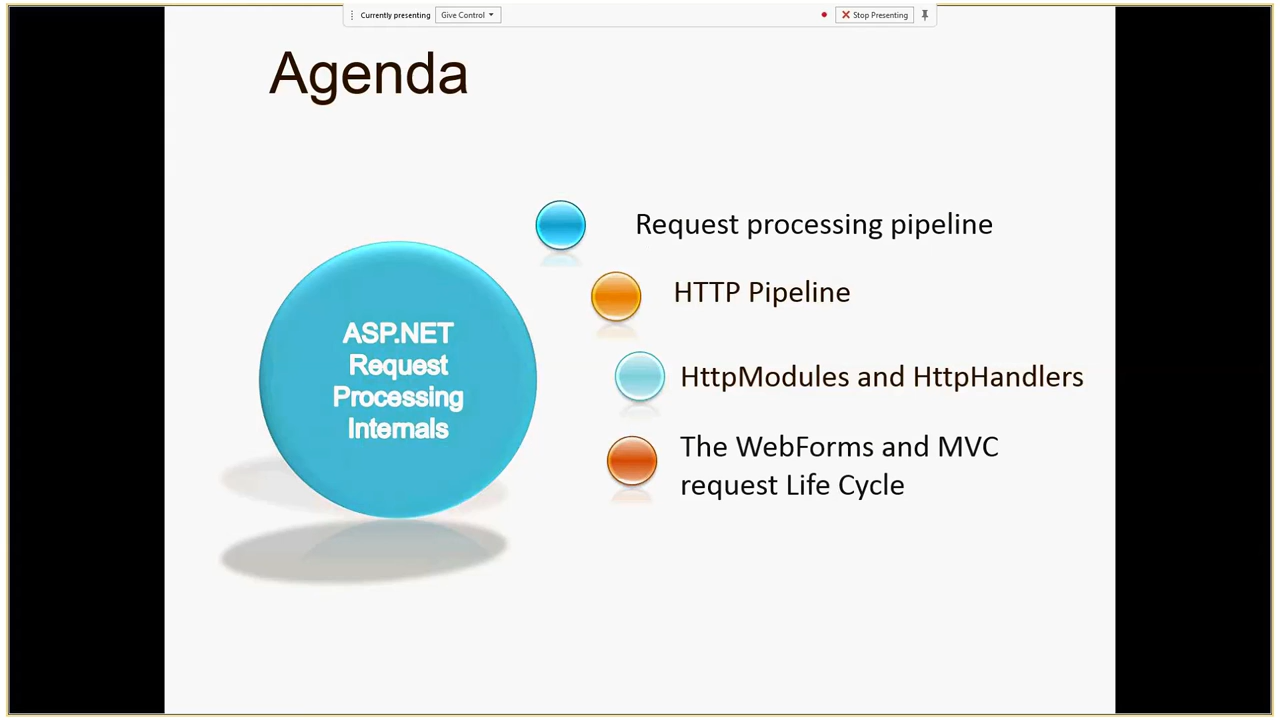 Currently presenting Give Control Stop Presenting
Agenda
ASP.NET
Request
Processing
Internals
Request processing pipeline
HTTP Pipeline
HttpModules and HttpHandlers
The WebForms and MVC
request Life Cycle